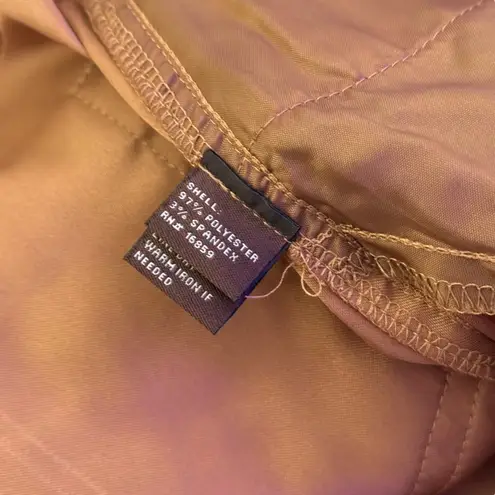 SHELL:
97% POLYESTER
3% SPANDEX
RN# 16859
WARM IRON IF
NEEDED